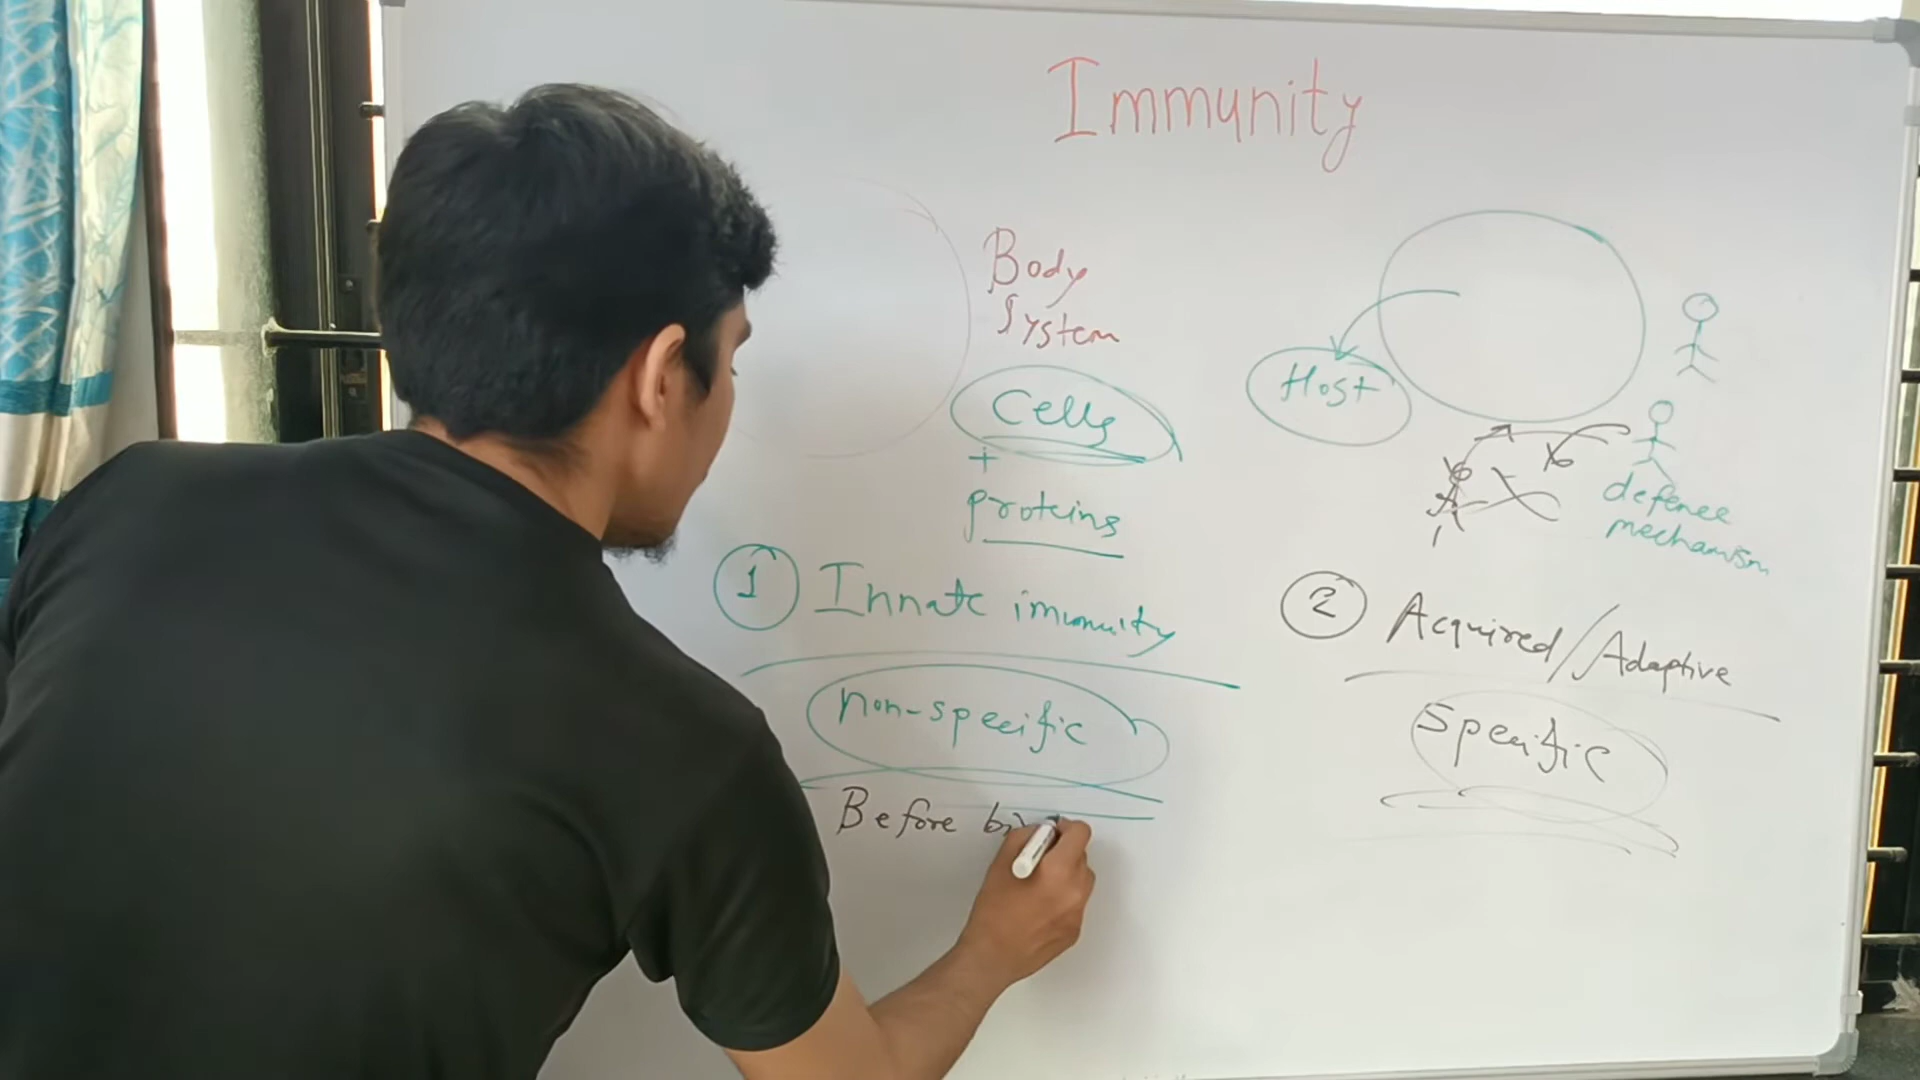 Immunity
Body
System
Cells
+
proteins
Host
defence
mechanism
1 Innate immunity
non-specific
Before
2 Acquired/Adaptive
Specific